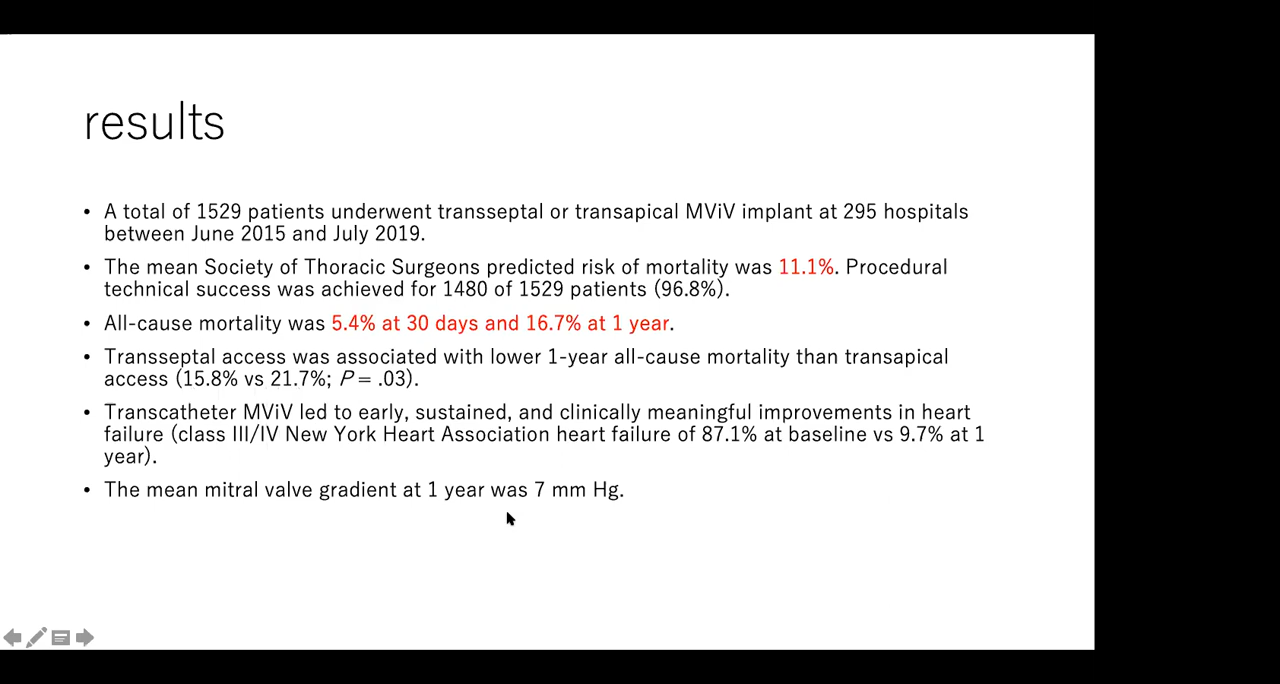 results
• A total of 1529 patients underwent transseptal or transapical MViV implant at 295 hospitals
between June 2015 and July 2019.
• The mean Society of Thoracic Surgeons predicted risk of mortality was 11.1%. Procedural
technical success was achieved for 1480 of 1529 patients (96.8%).
• All-cause mortality was 5.4% at 30 days and 16.7% at 1 year.
• Transseptal access was associated with lower 1-year all-cause mortality than transapical
access (15.8% vs 21.7%; P = .03).
• Transcatheter MViV led to early, sustained, and clinically meaningful improvements in heart
failure (class III/IV New York Heart Association heart failure of 87.1% at baseline vs 9.7% at 1
year).
• The mean mitral valve gradient at 1 year was 7 mm Hg.